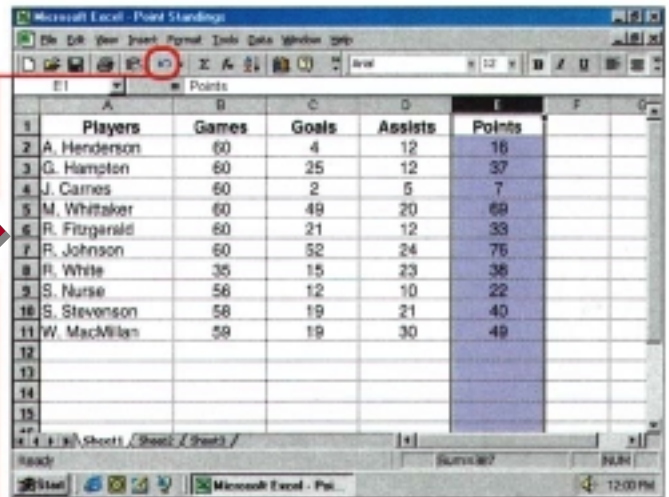 Microsoft Excel - Point Standings
File Edit View Insert Format Tools Data Window Help
Arial 12 B I U
E1 = Points
A B C D E F G
1 Players Games Goals Assists Points
2 A. Henderson 60 4 12 16
3 G. Hampton 60 25 12 37
4 J. Carnes 60 2 5 7
5 M. Whittaker 60 49 20 69
6 R. Fitzgerald 60 21 12 33
7 R. Johnson 60 52 24 76
8 R. White 35 15 23 38
9 S. Nurse 56 12 10 22
10 S. Stevenson 58 19 21 40
11 W. MacMillan 59 19 30 49
12
13
14
15
Sheet1 Sheet2 Sheet3
Ready Sum=387 NUM
Start Microsoft Excel - Poi... 12:00 PM